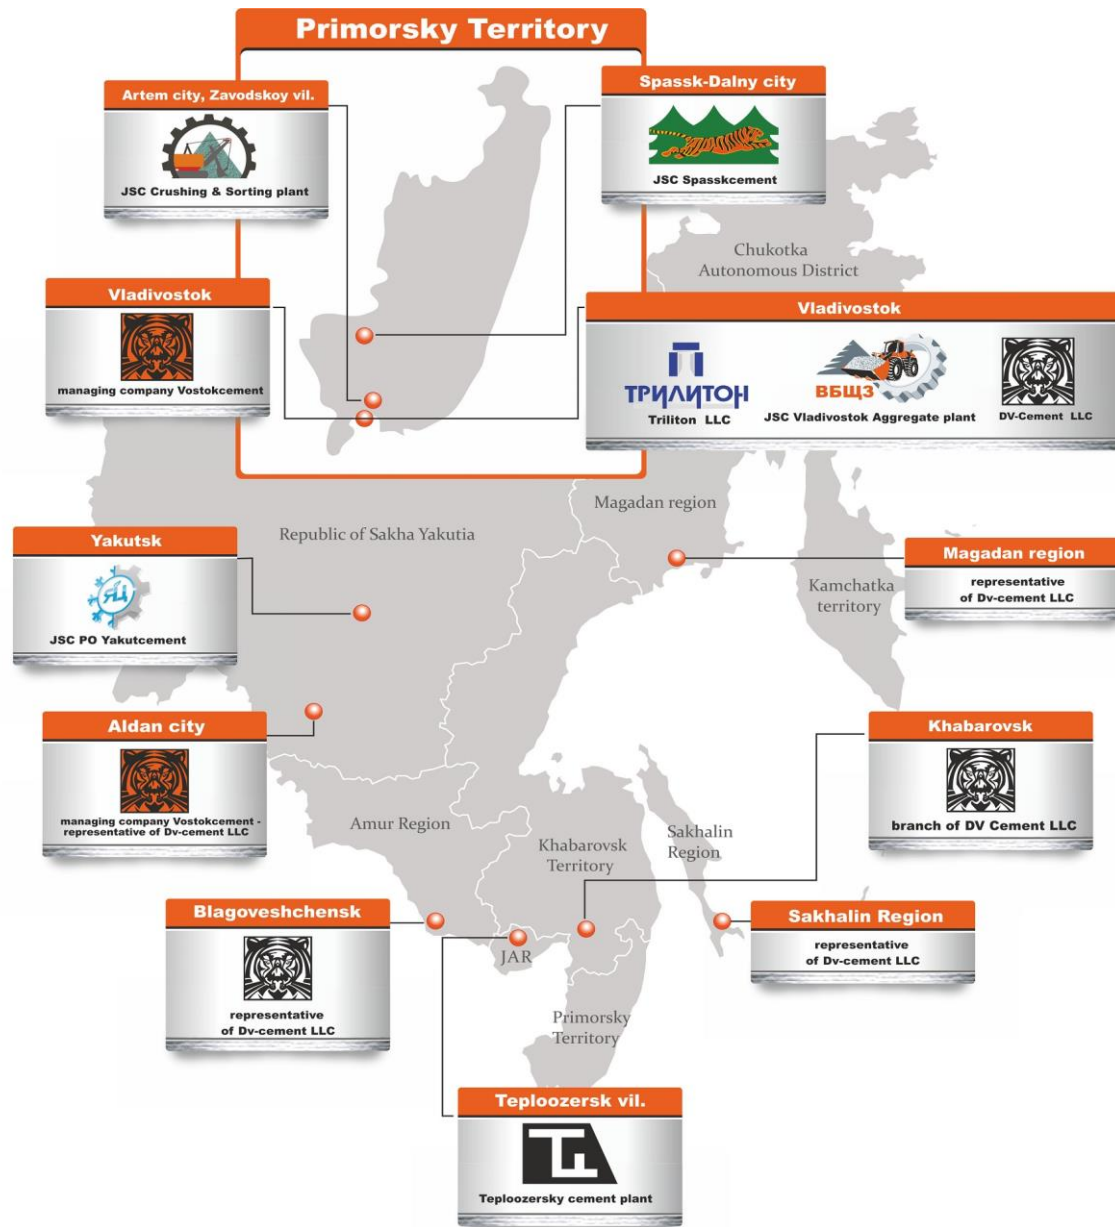 Primorsky Territory
Artem city, Zavodskoy vil.
JSC Crushing & Sorting plant
Spassk-Dalny city
JSC Spasskcement
Chukotka
Autonomous District
Vladivostok
managing company Vostokcement
Vladivostok
ТРИЛИТОН
Triliton LLC
ВБЩЗ
JSC Vladivostok Aggregate plant
DV-Cement LLC
Magadan region
Republic of Sakha Yakutia
Yakutsk
ЯЦ
JSC PO Yakutcement
Magadan region
representative
of Dv-cement LLC
Kamchatka
territory
Aldan city
managing company Vostokcement -
representative of Dv-cement LLC
Khabarovsk
branch of DV Cement LLC
Amur Region
Khabarovsk
Territory
Sakhalin
Region
Blagoveshchensk
representative
of Dv-cement LLC
JAR
Sakhalin Region
representative
of Dv-cement LLC
Primorsky
Territory
Teploozersk vil.
TF
Teploozersky cement plant